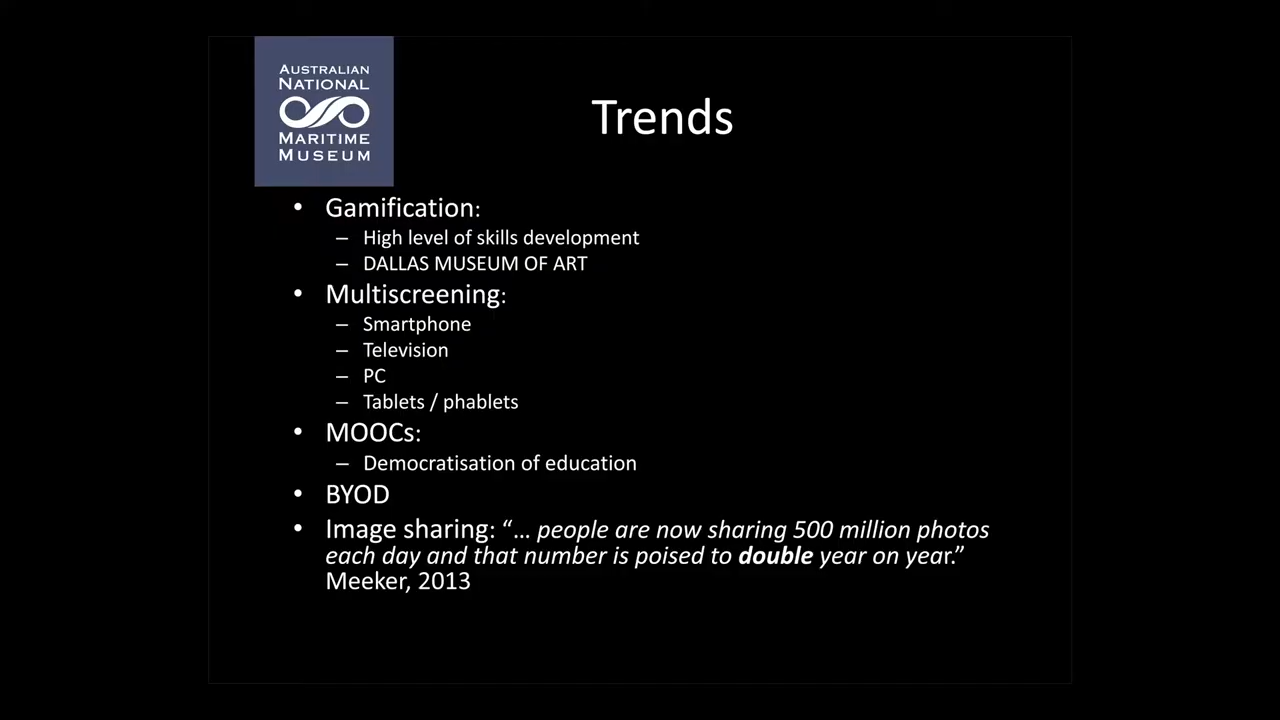 AUSTRALIAN
NATIONAL
MARITIME
MUSEUM
Trends
• Gamification:
– High level of skills development
– DALLAS MUSEUM OF ART
• Multiscreening:
– Smartphone
– Television
– PC
– Tablets / phablets
• MOOCs:
– Democratisation of education
• BYOD
• Image sharing: “… people are now sharing 500 million photos
each day and that number is poised to double year on year.”
Meeker, 2013